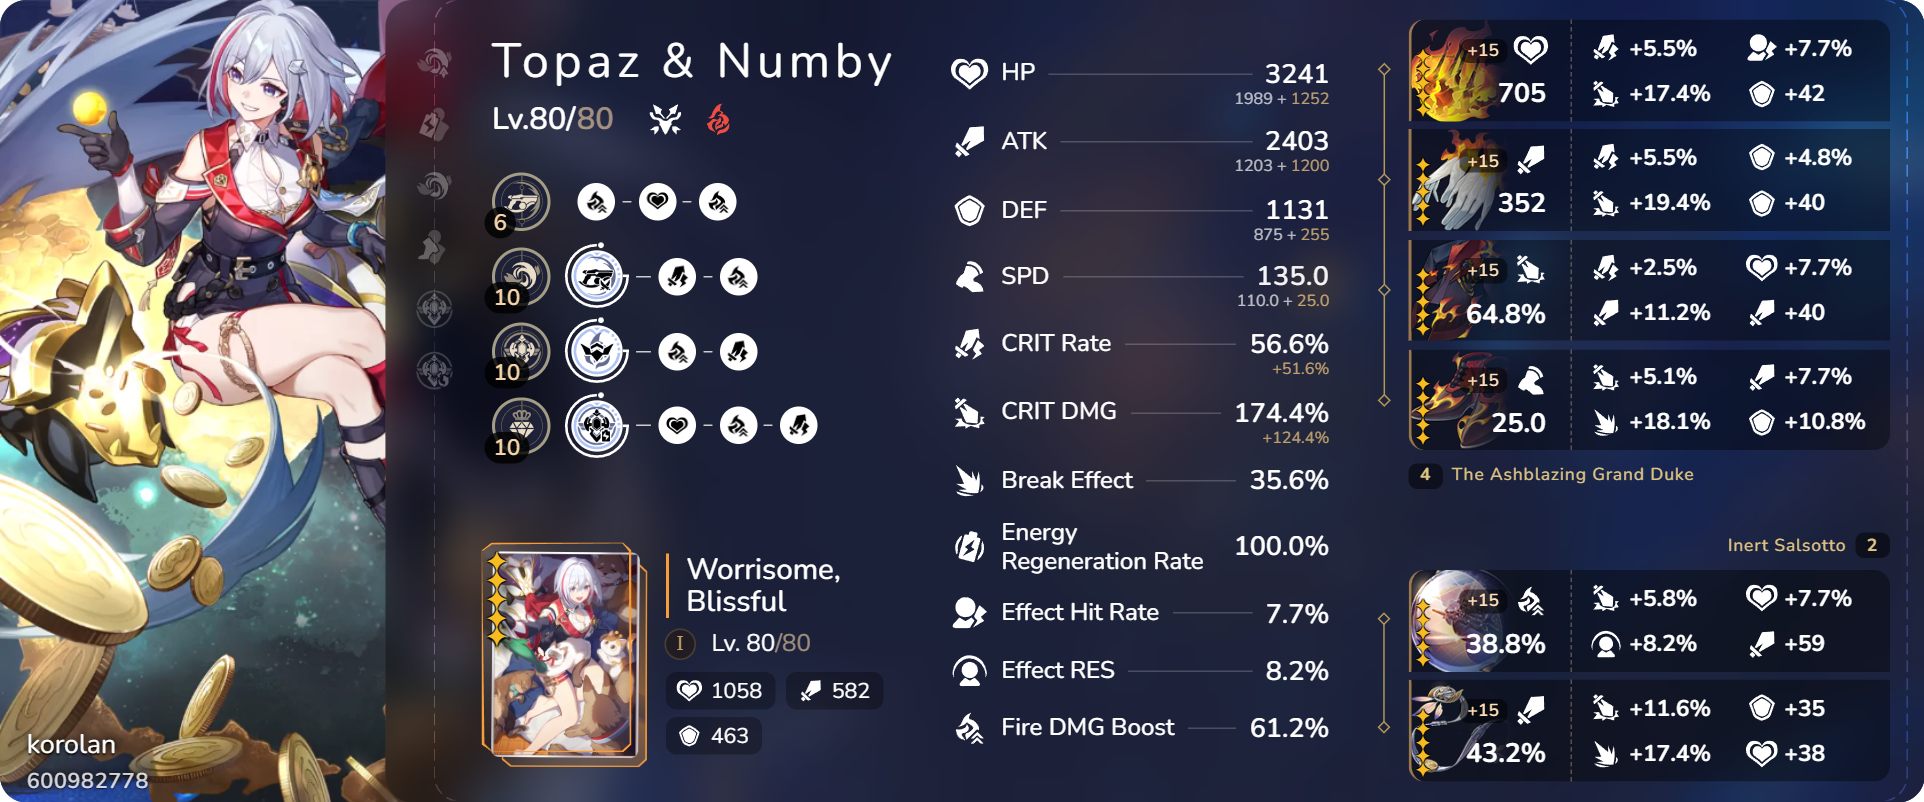 Topaz & Numby
Lv.80/80
6
10
10
10
Worrisome,
Blissful
I Lv. 80/80
1058 582
463
korolan
600982778
HP 3241
1989 + 1252
ATK 2403
1203 + 1200
DEF 1131
875 + 255
SPD 135.0
110.0 + 25.0
CRIT Rate 56.6%
+51.6%
CRIT DMG 174.4%
+124.4%
Break Effect 35.6%
Energy
Regeneration Rate 100.0%
Effect Hit Rate 7.7%
Effect RES 8.2%
Fire DMG Boost 61.2%
+15 +5.5% +7.7%
705 +17.4% +42
+15 +5.5% +4.8%
352 +19.4% +40
+15 +2.5% +7.7%
64.8% +11.2% +40
+15 +5.1% +7.7%
25.0 +18.1% +10.8%
4 The Ashblazing Grand Duke
Inert Salsotto 2
+15 +5.8% +7.7%
38.8% +8.2% +59
+15 +11.6% +35
43.2% +17.4% +38